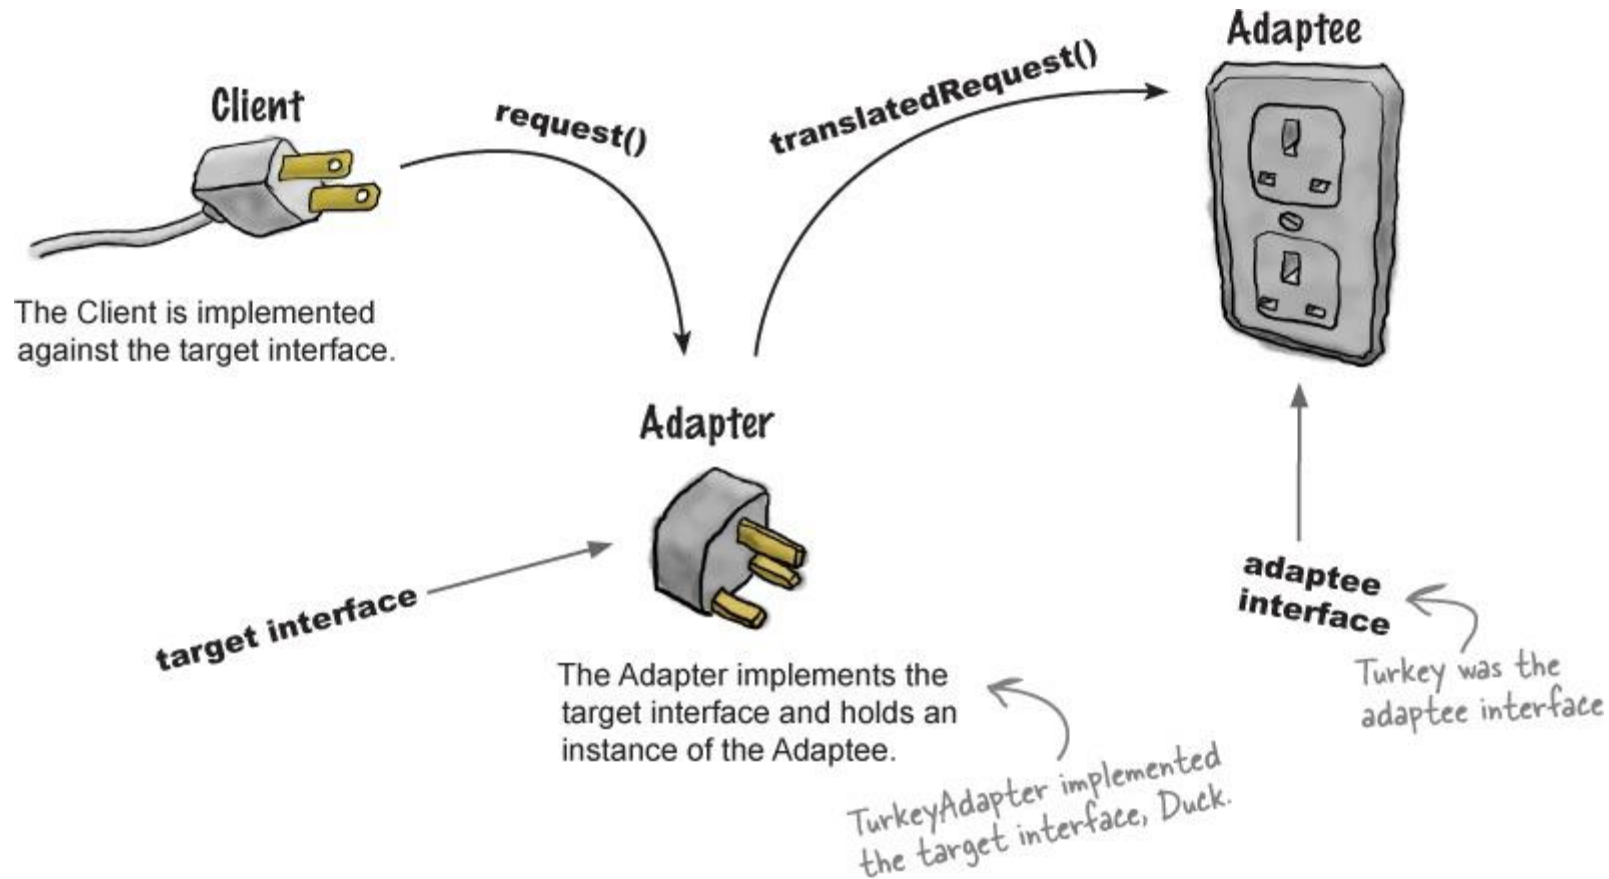 Adaptee
Client
request()
translatedRequest()
The Client is implemented
against the target interface.
Adapter
target interface
adaptee
interface
The Adapter implements the
target interface and holds an
instance of the Adaptee.
Turkey was the
adaptee interface
TurkeyAdapter implemented
the target interface, Duck.